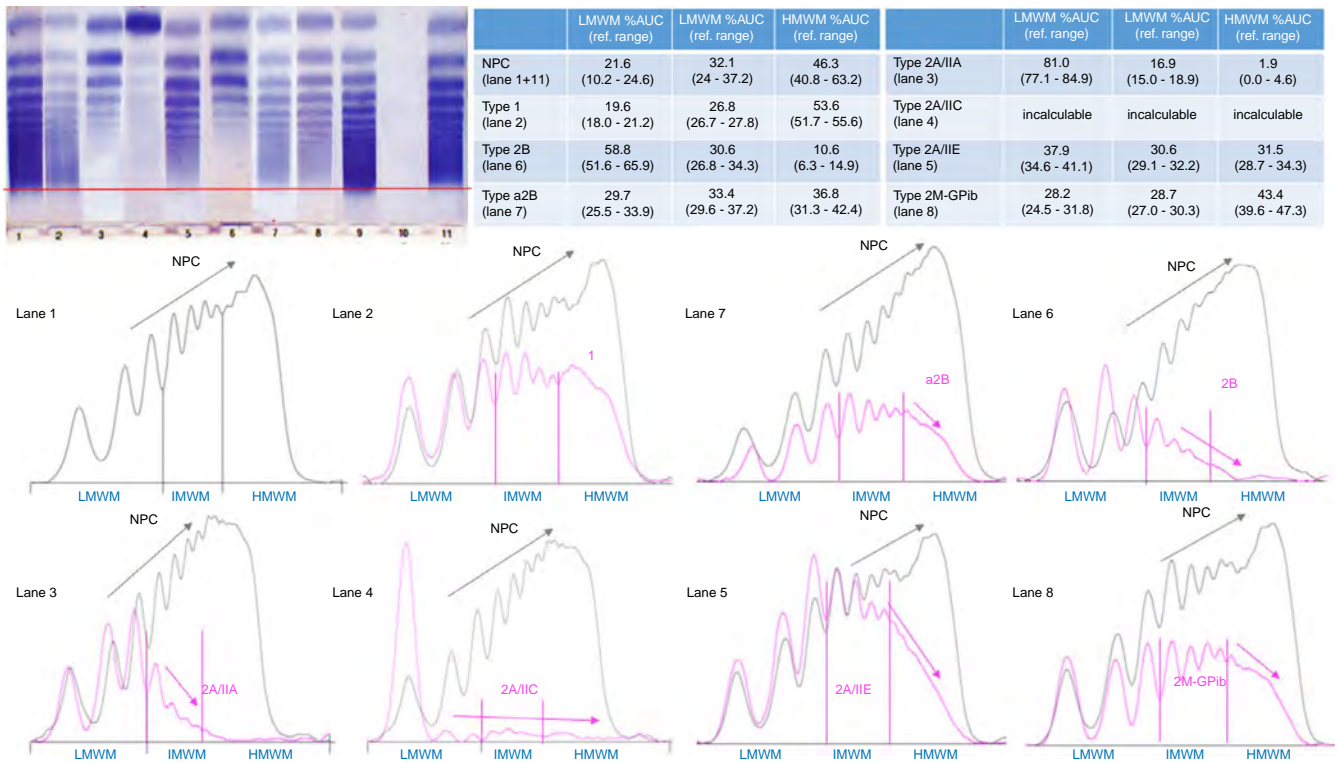 1 2 3 4 5 6 7 8 9 10 11
LMWM %AUC (ref. range) LMWM %AUC (ref. range) HMWM %AUC (ref. range)
NPC (lane 1+11) 21.6 (10.2 - 24.6) 32.1 (24 - 37.2) 46.3 (40.8 - 63.2)
Type 1 (lane 2) 19.6 (18.0 - 21.2) 26.8 (26.7 - 27.8) 53.6 (51.7 - 55.6)
Type 2B (lane 6) 58.8 (51.6 - 65.9) 30.6 (26.8 - 34.3) 10.6 (6.3 - 14.9)
Type a2B (lane 7) 29.7 (25.5 - 33.9) 33.4 (29.6 - 37.2) 36.8 (31.3 - 42.4)
LMWM %AUC (ref. range) LMWM %AUC (ref. range) HMWM %AUC (ref. range)
Type 2A/IIA (lane 3) 81.0 (77.1 - 84.9) 16.9 (15.0 - 18.9) 1.9 (0.0 - 4.6)
Type 2A/IIC (lane 4) incalculable incalculable incalculable
Type 2A/IIE (lane 5) 37.9 (34.6 - 41.1) 30.6 (29.1 - 32.2) 31.5 (28.7 - 34.3)
Type 2M-GPib (lane 8) 28.2 (24.5 - 31.8) 28.7 (27.0 - 30.3) 43.4 (39.6 - 47.3)
Lane 1
NPC
LMWM IMWM HMWM
Lane 2
NPC
1
LMWM IMWM HMWM
Lane 7
NPC
a2B
LMWM IMWM HMWM
Lane 6
NPC
2B
LMWM IMWM HMWM
Lane 3
NPC
2A/IIA
LMWM IMWM HMWM
Lane 4
NPC
2A/IIC
LMWM IMWM HMWM
Lane 5
NPC
2A/IIE
LMWM IMWM HMWM
Lane 8
NPC
2M-GPib
LMWM IMWM HMWM